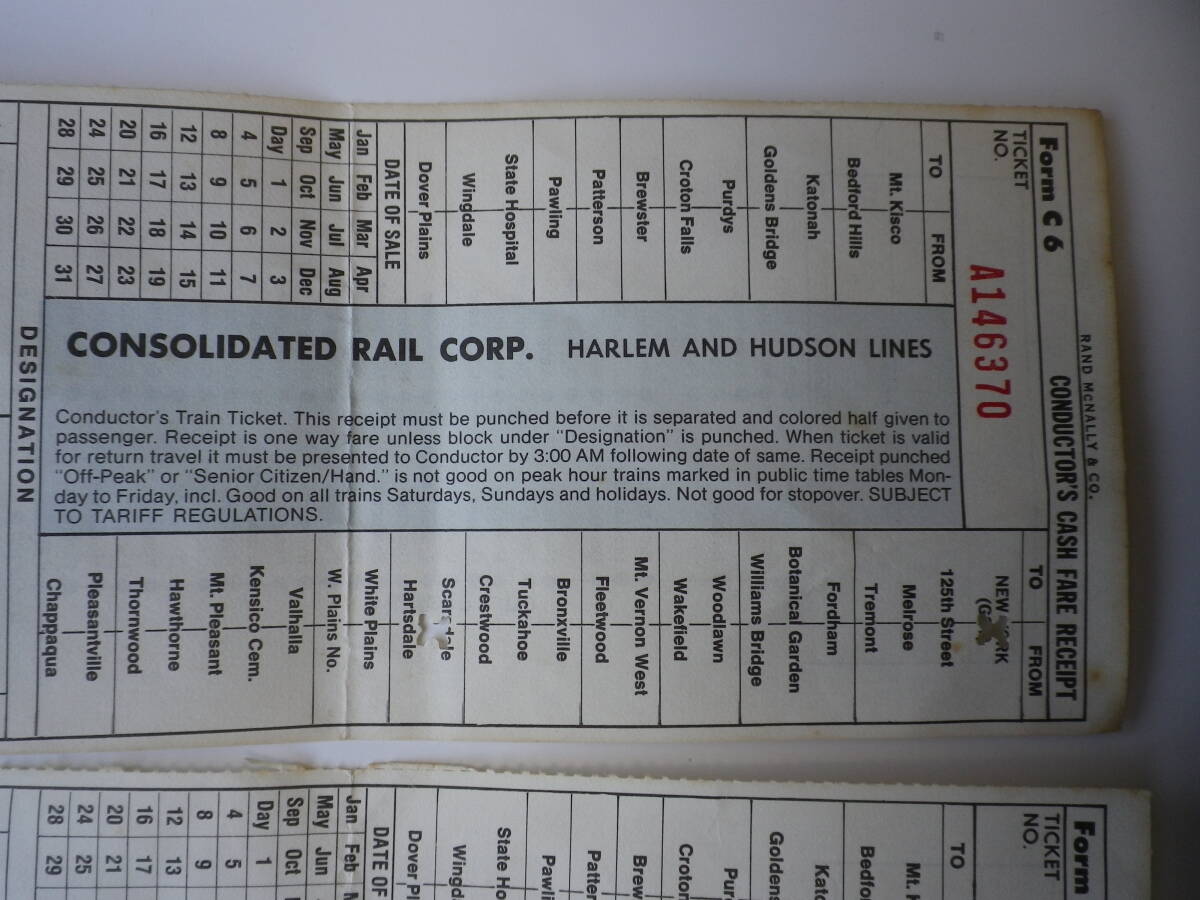 RAND McNALLY & CO.
Form C 6 CONDUCTOR'S CASH FARE RECEIPT
TICKET
NO. A146370
TO FROM
Mt. Kisco
Bedford Hills
Katonah
Goldens Bridge
Purdys
Croton Falls
Brewster
Patterson
Pawling
State Hospital
Wingdale
Dover Plains
DATE OF SALE
Jan Feb Mar Apr
May Jun Jul Aug
Sep Oct Nov Dec
Day 1 2 3
4 5 6 7
8 9 10 11
12 13 14 15
16 17 18 19
20 21 22 23
24 25 26 27
28 29 30 31
CONSOLIDATED RAIL CORP. HARLEM AND HUDSON LINES
Conductor's Train Ticket. This receipt must be punched before it is separated and colored half given to
passenger. Receipt is one way fare unless block under "Designation" is punched. When ticket is valid
for return travel it must be presented to Conductor by 3:00 AM following date of same. Receipt punched
"Off-Peak" or "Senior Citizen/Hand." is not good on peak hour trains marked in public time tables Mon-
day to Friday, incl. Good on all trains Saturdays, Sundays and holidays. Not good for stopover. SUBJECT
TO TARIFF REGULATIONS.
TO FROM
NEW YORK
125th Street
Melrose
Tremont
Fordham
Botanical Garden
Williams Bridge
Woodlawn
Wakefield
Mt. Vernon West
Fleetwood
Bronxville
Tuckahoe
Crestwood
Scarsdale
Hartsdale
White Plains
W. Plains No.
Valhalla
Kensico Cem.
Mt. Pleasant
Hawthorne
Thornwood
Pleasantville
Chappaqua
DESIGNATION
Form
TICKET
NO.
TO
Mt.
Bedfo
Kato
Goldens
Purd
Croton
Brew
Patter
Pawli
State Ho
Wingda
Dover Pl
DATE OF
Jan Feb
May Jun
Sep Oct
Day 1
4 5
8 9
12 13
16 17
20 21
24 25
28 29